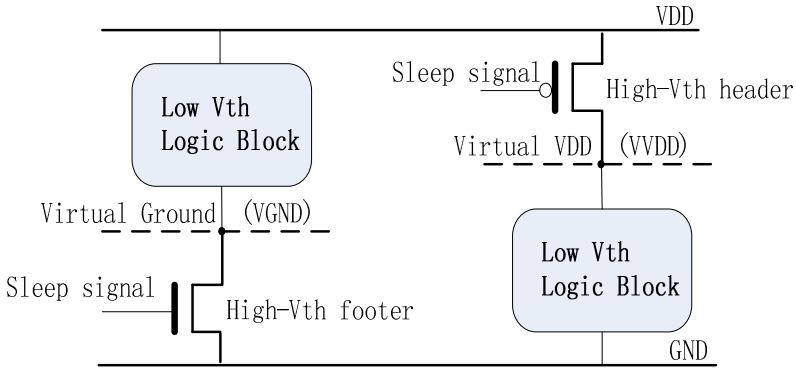 VDD
Sleep signal
High-Vth header
Low Vth
Logic Block
Virtual VDD (VVDD)
Virtual Ground (VGND)
Low Vth
Logic Block
Sleep signal
High-Vth footer
GND